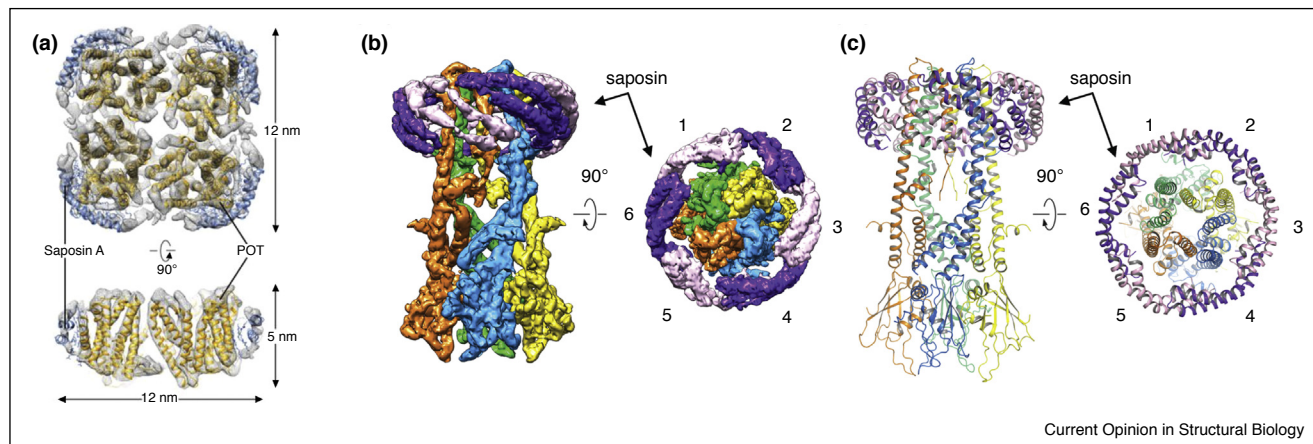 (a)
12 nm
Saposin A
90°
POT
5 nm
12 nm
(b)
saposin
1
2
90°
6
3
5
4
(c)
saposin
1
2
90°
6
3
5
4
Current Opinion in Structural Biology